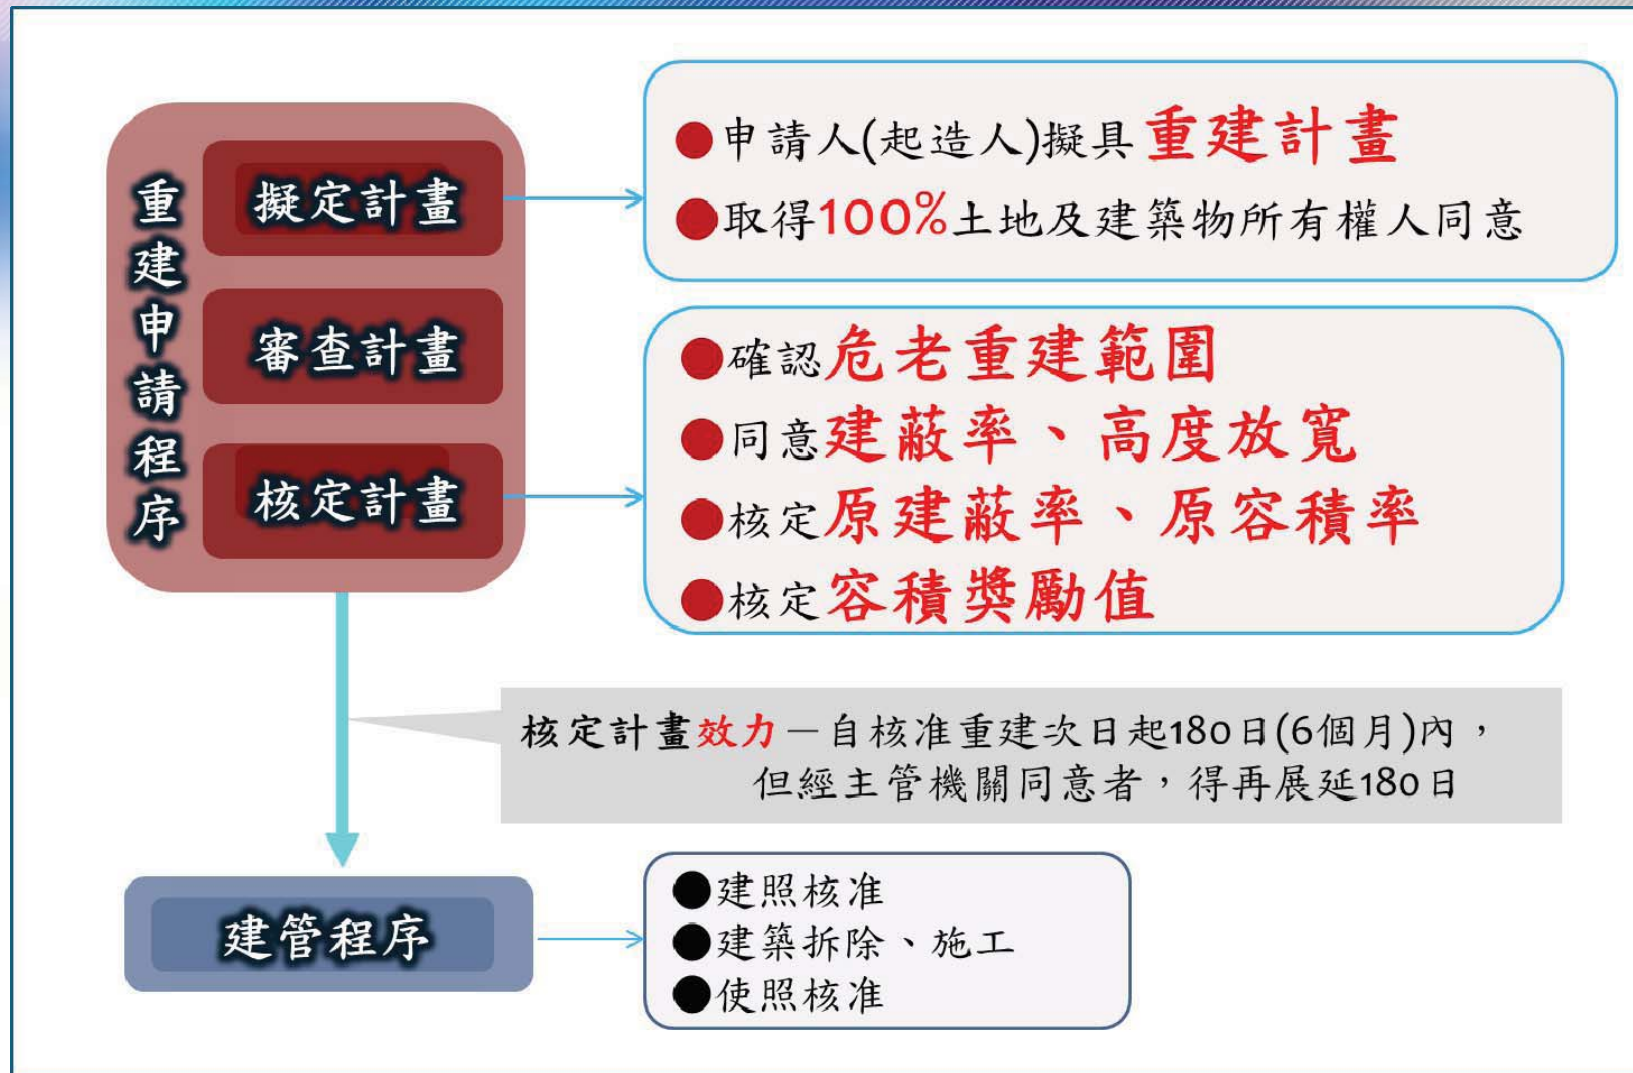 重建申請程序
擬定計畫
●申請人(起造人)擬具重建計畫
●取得100%土地及建築物所有權人同意
審查計畫
核定計畫
●確認危老重建範圍
●同意建蔽率、高度放寬
●核定原建蔽率、原容積率
●核定容積獎勵值
核定計畫效力－自核准重建次日起180日(6個月)內，
但經主管機關同意者，得再展延180日
建管程序
●建照核准
●建築拆除、施工
●使照核准